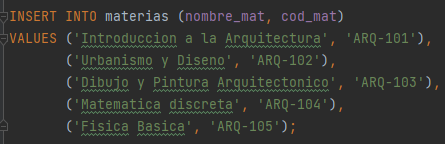 INSERT INTO materias (nombre_mat, cod_mat)
VALUES ('Introduccion a la Arquitectura', 'ARQ-101'),
('Urbanismo y Diseno', 'ARQ-102'),
('Dibujo y Pintura Arquitectonico', 'ARQ-103'),
('Matematica discreta', 'ARQ-104'),
('Fisica Basica', 'ARQ-105');